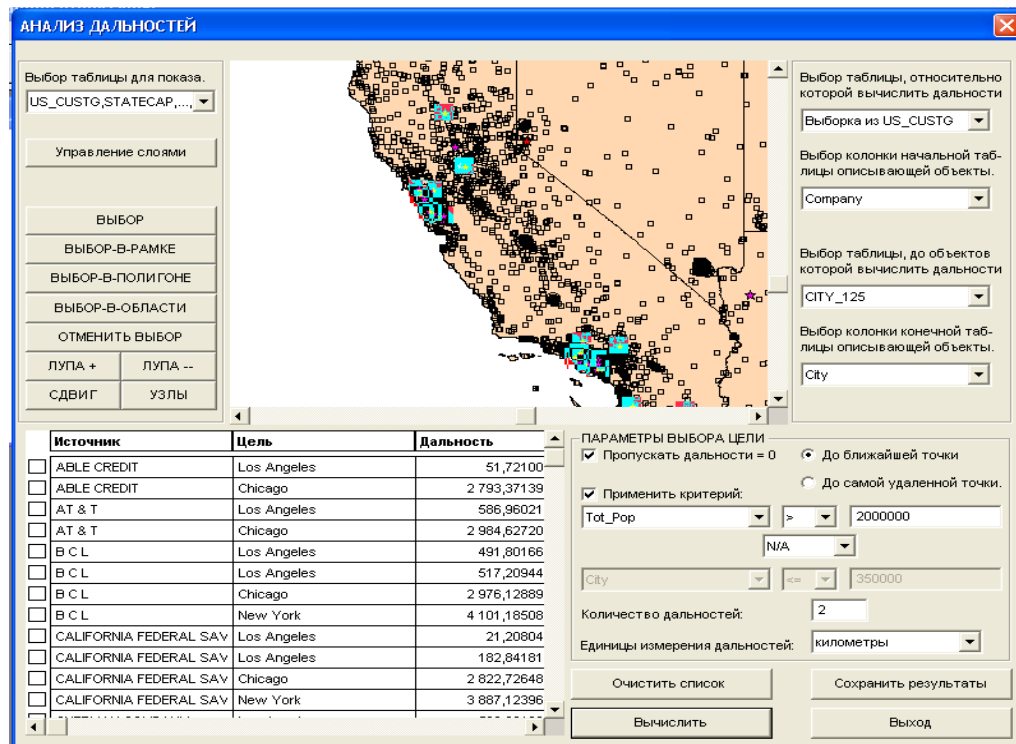 АНАЛИЗ ДАЛЬНОСТЕЙ
Выбор таблицы для показа.
US_CUSTG,STATECAP,...,
Управление слоями
ВЫБОР
ВЫБОР-В-РАМКЕ
ВЫБОР-В-ПОЛИГОНЕ
ВЫБОР-В-ОБЛАСТИ
ОТМЕНИТЬ ВЫБОР
ЛУПА + ЛУПА --
СДВИГ УЗЛЫ
Выбор таблицы, относительно
которой вычислить дальности
Выборка из US_CUSTG
Выбор колонки начальной таб-
лицы описывающей объекты.
Company
Выбор таблицы, до объектов
которой вычислить дальности
CITY_125
Выбор колонки конечной таб-
лицы описывающей объекты.
City
Источник Цель Дальность
ABLE CREDIT Los Angeles 51,72100
ABLE CREDIT Chicago 2 793,37139
AT & T Los Angeles 586,96021
AT & T Chicago 2 984,62720
B C L Los Angeles 491,80166
B C L Los Angeles 517,20944
B C L Chicago 2 976,12889
B C L New York 4 101,18508
CALIFORNIA FEDERAL SAV Los Angeles 21,20804
CALIFORNIA FEDERAL SAV Los Angeles 182,84181
CALIFORNIA FEDERAL SAV Chicago 2 822,72648
CALIFORNIA FEDERAL SAV New York 3 887,12396
ПАРАМЕТРЫ ВЫБОРА ЦЕЛИ
Пропускать дальности = 0 До ближайшей точки
До самой удаленной точки.
Применить критерий:
Tot_Pop > 2000000
N/A
City <= 350000
Количество дальностей: 2
Единицы измерения дальностей: километры
Очистить список Сохранить результаты
Вычислить Выход